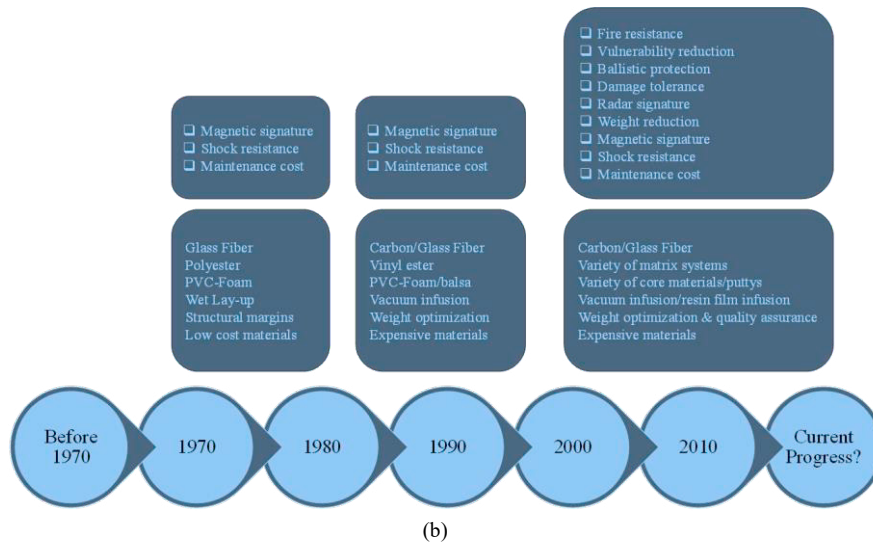 ❑ Magnetic signature
❑ Shock resistance
❑ Maintenance cost
❑ Magnetic signature
❑ Shock resistance
❑ Maintenance cost
❑ Fire resistance
❑ Vulnerability reduction
❑ Ballistic protection
❑ Damage tolerance
❑ Radar signature
❑ Weight reduction
❑ Magnetic signature
❑ Shock resistance
❑ Maintenance cost
Glass Fiber
Polyester
PVC-Foam
Wet Lay-up
Structural margins
Low cost materials
Carbon/Glass Fiber
Vinyl ester
PVC-Foam/balsa
Vacuum infusion
Weight optimization
Expensive materials
Carbon/Glass Fiber
Variety of matrix systems
Variety of core materials/puttys
Vacuum infusion/resin film infusion
Weight optimization & quality assurance
Expensive materials
Before
1970
1970
1980
1990
2000
2010
Current
Progress?
(b)